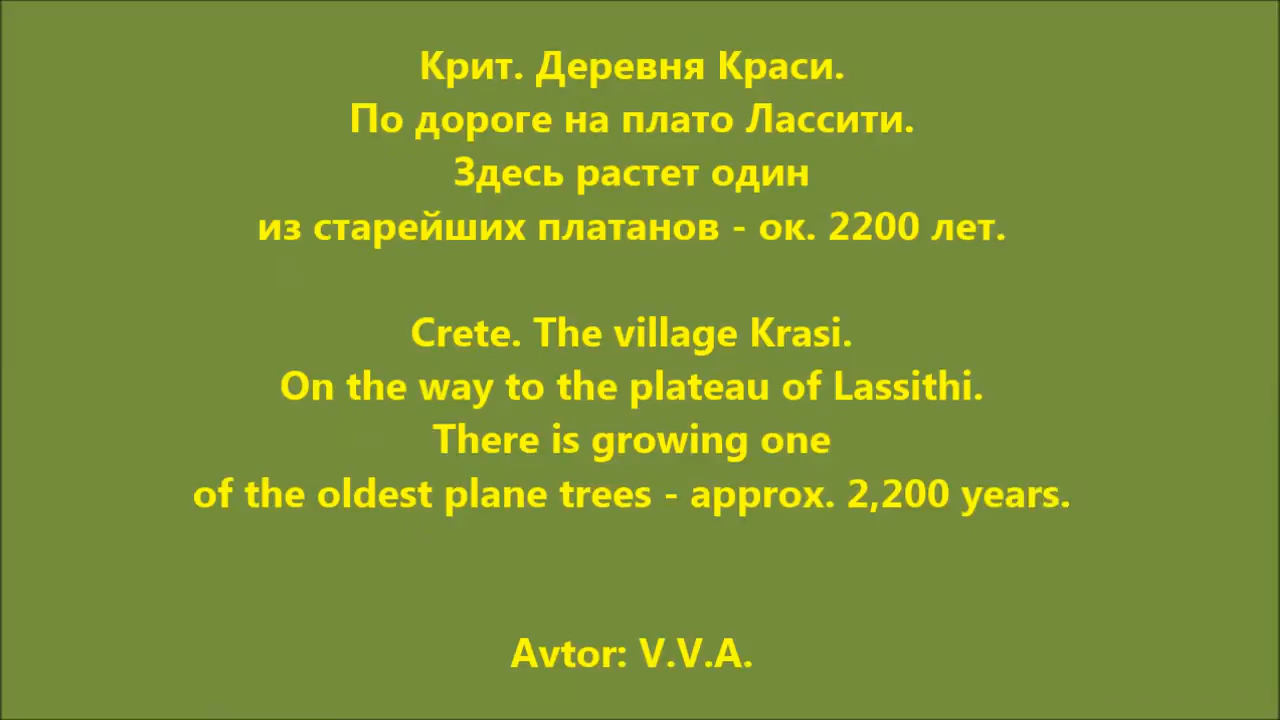 Крит. Деревня Краси.
По дороге на плато Лассити.
Здесь растет один
из старейших платанов - ок. 2200 лет.
Crete. The village Krasi.
On the way to the plateau of Lassithi.
There is growing one
of the oldest plane trees - approx. 2,200 years.
Avtor: V.V.A.